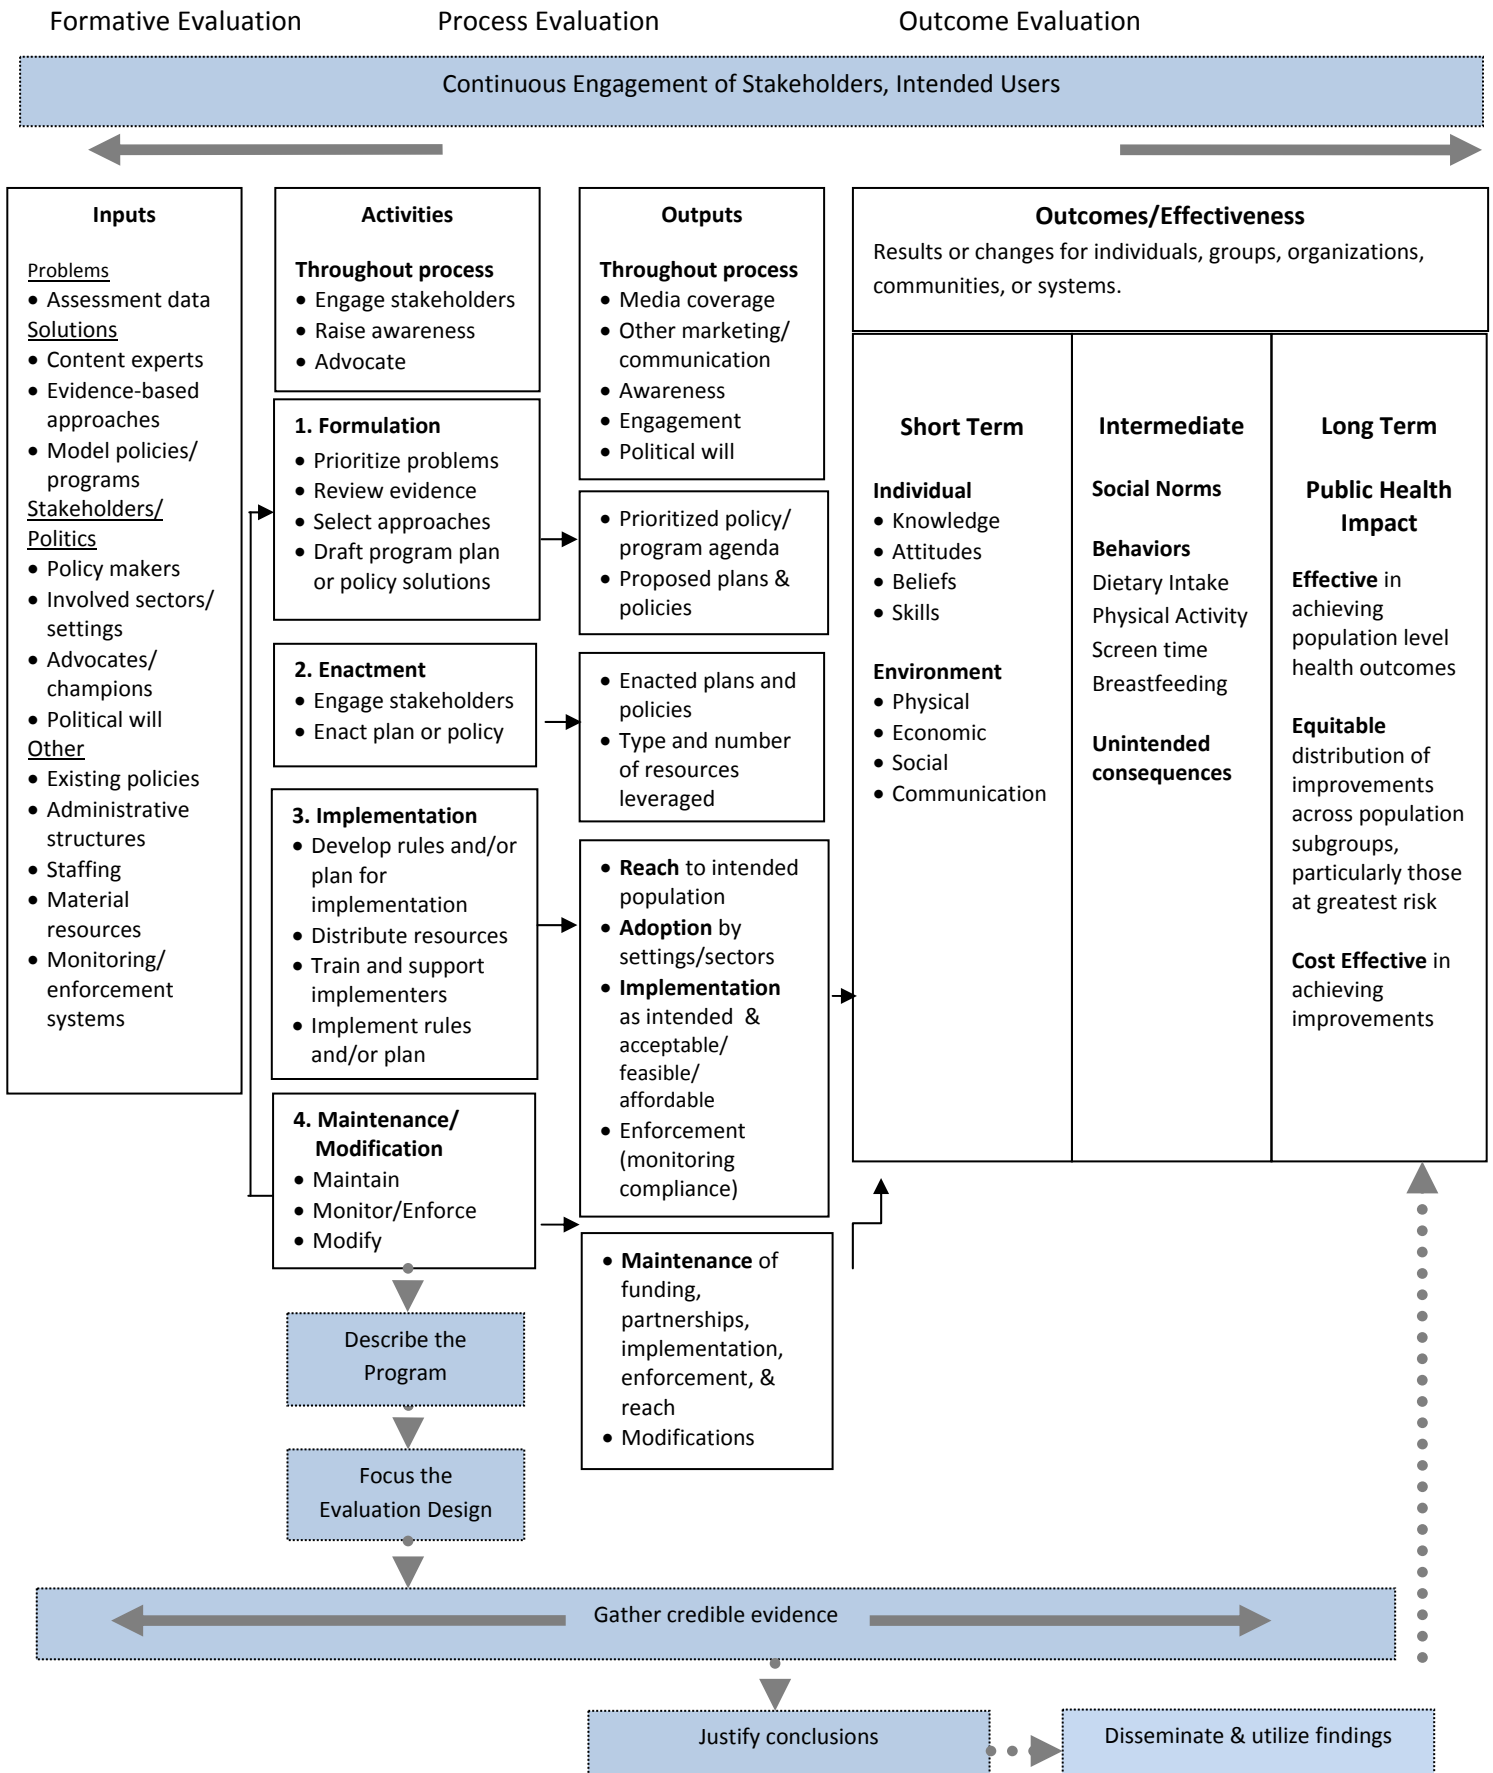 Formative Evaluation
Process Evaluation
Outcome Evaluation
Continuous Engagement of Stakeholders, Intended Users
Inputs
Problems
• Assessment data
Solutions
• Content experts
• Evidence-based
approaches
• Model policies/
programs
Stakeholders/
Politics
• Policy makers
• Involved sectors/
settings
• Advocates/
champions
• Political will
Other
• Existing policies
• Administrative
structures
• Staffing
• Material
resources
• Monitoring/
enforcement
systems
Activities
Throughout process
• Engage stakeholders
• Raise awareness
• Advocate
1. Formulation
• Prioritize problems
• Review evidence
• Select approaches
• Draft program plan
or policy solutions
2. Enactment
• Engage stakeholders
• Enact plan or policy
3. Implementation
• Develop rules and/or
plan for
implementation
• Distribute resources
• Train and support
implementers
• Implement rules
and/or plan
4. Maintenance/
Modification
• Maintain
• Monitor/Enforce
• Modify
Outputs
Throughout process
• Media coverage
• Other marketing/
communication
• Awareness
• Engagement
• Political will
• Prioritized policy/
program agenda
• Proposed plans &
policies
• Enacted plans and
policies
• Type and number
of resources
leveraged
• Reach to intended
population
• Adoption by
settings/sectors
• Implementation
as intended &
acceptable/
feasible/
affordable
• Enforcement
(monitoring
compliance)
• Maintenance of
funding,
partnerships,
implementation,
enforcement, &
reach
• Modifications
Outcomes/Effectiveness
Results or changes for individuals, groups, organizations,
communities, or systems.
Short Term
Individual
• Knowledge
• Attitudes
• Beliefs
• Skills
Environment
• Physical
• Economic
• Social
• Communication
Intermediate
Social Norms
Behaviors
Dietary Intake
Physical Activity
Screen time
Breastfeeding
Unintended
consequences
Long Term
Public Health
Impact
Effective in
achieving
population level
health outcomes
Equitable
distribution of
improvements
across population
subgroups,
particularly those
at greatest risk
Cost Effective in
achieving
improvements
Describe the
Program
Focus the
Evaluation Design
Gather credible evidence
Justify conclusions
Disseminate & utilize findings